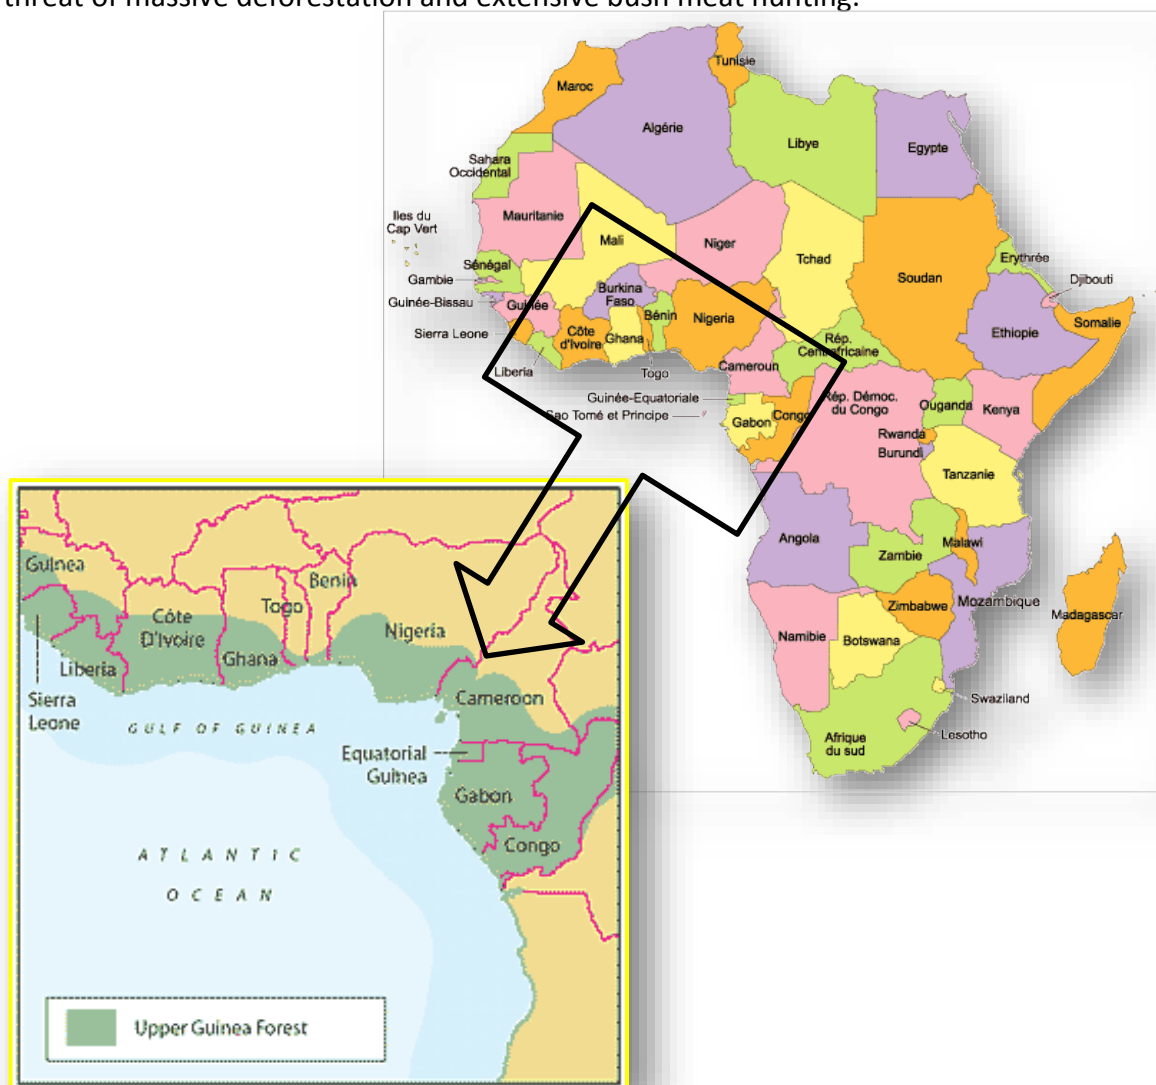 threat of massive deforestation and extensive bush meat hunting.
Tunisie
Maroc
Algérie
Libye
Egypte
Sahara
Occidental
Mauritanie
Iles du
Cap Vert
Mali
Niger
Tchad
Soudan
Erythrée
Sénégal
Gambie
Djibouti
Burkina
Faso
Guinée-Bissau
Guinée
Bénin
Nigeria
Ethiopie
Somalie
Sierra Leone
Côte
d'Ivoire
Ghana
Rép.
Centrafricaine
Liberia
Togo
Cameroun
Guinée-Equatoriale
Rép. Démoc.
du Congo
Ouganda
Kenya
Sao Tomé et Principe
Gabon
Congo
Rwanda
Burundi
Tanzanie
Angola
Zambie
Malawi
Zimbabwe
Mozambique
Madagascar
Namibie
Botswana
Swaziland
Afrique
du sud
Lesotho
Guinea
Benin
Togo
Côte
D'Ivoire
Nigeria
Ghana
Liberia
Sierra
Leone
Cameroon
GULF OF GUINEA
Equatorial
Guinea
Gabon
Congo
ATLANTIC
OCEAN
Upper Guinea Forest